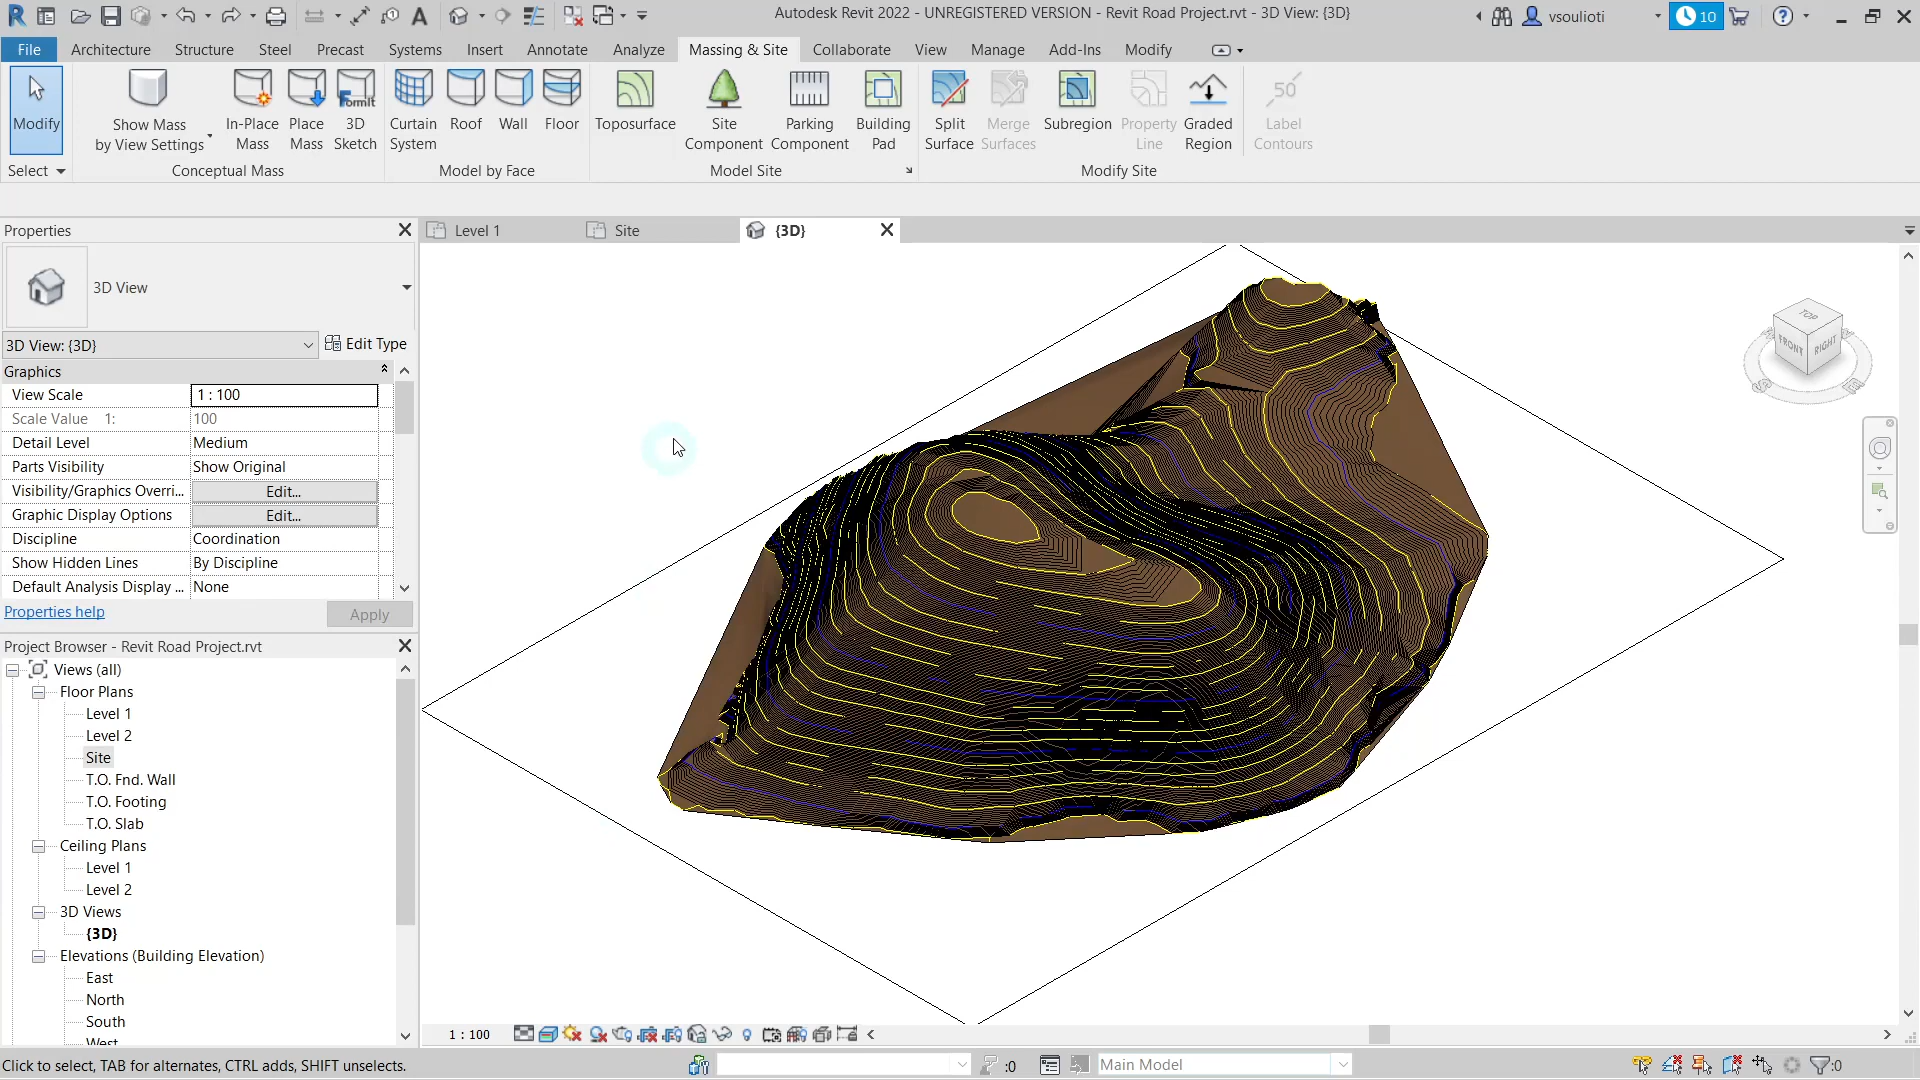 Autodesk Revit 2022 - UNREGISTERED VERSION - Revit Road Project.rvt - 3D View: {3D}
vsoulioti
10
File Architecture Structure Steel Precast Systems Insert Annotate Analyze Massing & Site Collaborate View Manage Add-Ins Modify
Modify
Show Mass
by View Settings
In-Place
Mass
Place
Mass
FormIt
3D
Sketch
Curtain
System
Roof
Wall
Floor
Toposurface
Site
Component
Parking
Component
Building
Pad
Split
Surface
Merge
Surfaces
Subregion
Property
Line
Graded
Region
50
Label
Contours
Select
Conceptual Mass
Model by Face
Model Site
Modify Site
Properties
3D View
3D View: {3D}
Edit Type
Graphics
View Scale 1 : 100
Scale Value 1: 100
Detail Level Medium
Parts Visibility Show Original
Visibility/Graphics Overri... Edit...
Graphic Display Options Edit...
Discipline Coordination
Show Hidden Lines By Discipline
Default Analysis Display ... None
Properties help
Apply
Project Browser - Revit Road Project.rvt
Views (all)
Floor Plans
Level 1
Level 2
Site
T.O. Fnd. Wall
T.O. Footing
T.O. Slab
Ceiling Plans
Level 1
Level 2
3D Views
{3D}
Elevations (Building Elevation)
East
North
South
West
Level 1
Site
{3D}
TOP
FRONT
RIGHT
1 : 100
Click to select, TAB for alternates, CTRL adds, SHIFT unselects.
:0
Main Model
:0